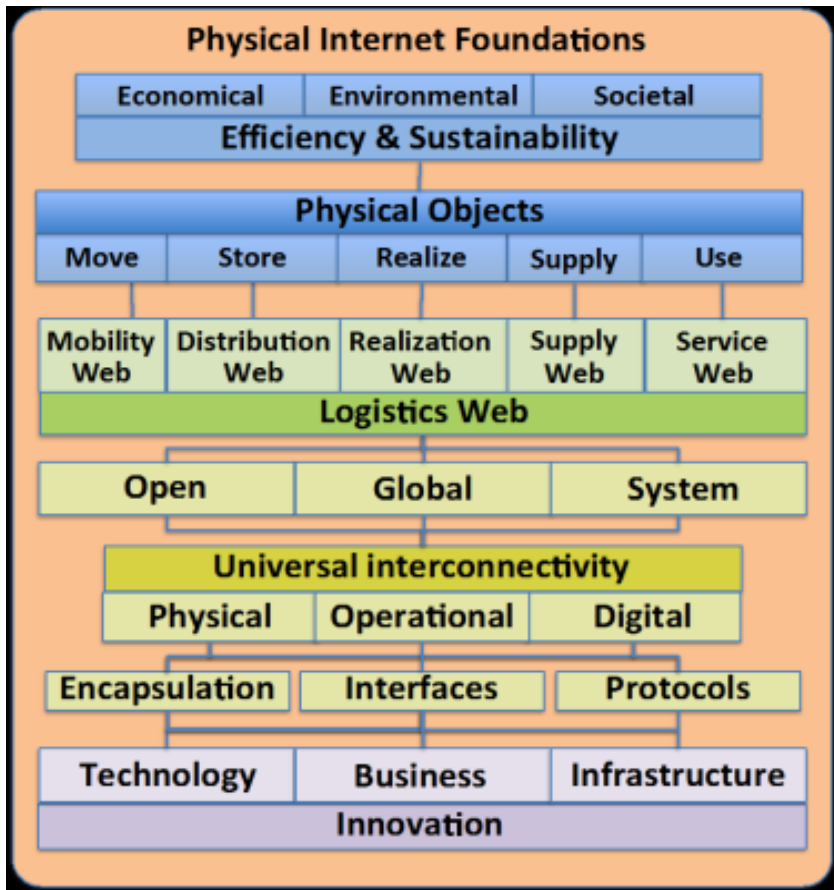 Physical Internet Foundations
Economical Environmental Societal
Efficiency & Sustainability
Physical Objects
Move Store Realize Supply Use
Mobility Web Distribution Web Realization Web Supply Web Service Web
Logistics Web
Open Global System
Universal interconnectivity
Physical Operational Digital
Encapsulation Interfaces Protocols
Technology Business Infrastructure
Innovation